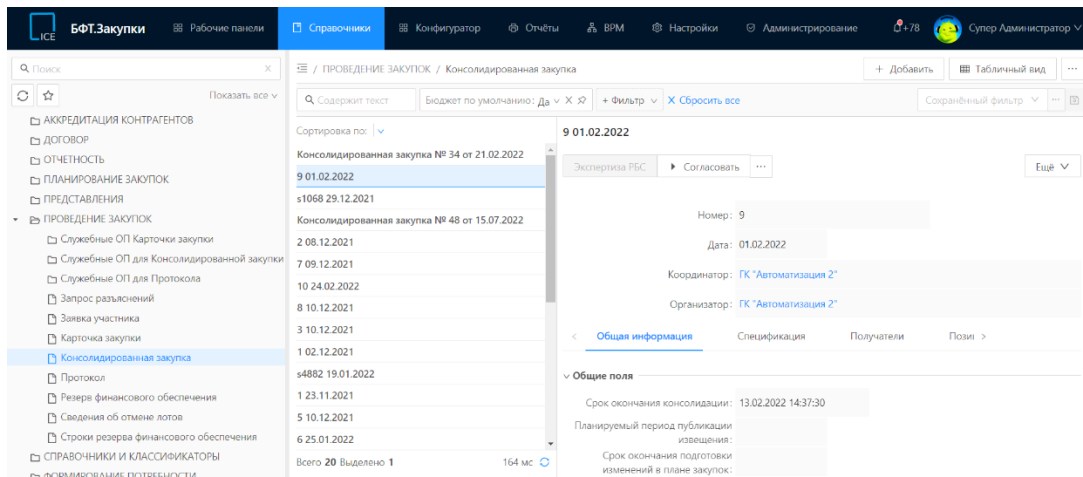 ICE
БФТ.Закупки
Рабочие панели
Справочники
Конфигуратор
Отчёты
BPM
Настройки
Администрирование
+78
Супер Администратор
Поиск
Показать все
АККРЕДИТАЦИЯ КОНТРАГЕНТОВ
ДОГОВОР
ОТЧЕТНОСТЬ
ПЛАНИРОВАНИЕ ЗАКУПОК
ПРЕДСТАВЛЕНИЯ
ПРОВЕДЕНИЕ ЗАКУПОК
Служебные ОП Карточки закупки
Служебные ОП для Консолидированной закупки
Служебные ОП для Протокола
Запрос разъяснений
Заявка участника
Карточка закупки
Консолидированная закупка
Протокол
Резерв финансового обеспечения
Сведения об отмене лотов
Строки резерва финансового обеспечения
СПРАВОЧНИКИ И КЛАССИФИКАТОРЫ
ФОРМИРОВАНИЕ ПОТРЕБНОСТИ
/ ПРОВЕДЕНИЕ ЗАКУПОК / Консолидированная закупка
+ Добавить
Табличный вид
...
Содержит текст
Бюджет по умолчанию: Да
+ Фильтр
X Сбросить все
Сохранённый фильтр
...
Сортировка по:
Консолидированная закупка № 34 от 21.02.2022
9 01.02.2022
s1068 29.12.2021
Консолидированная закупка № 48 от 15.07.2022
2 08.12.2021
7 09.12.2021
10 24.02.2022
8 10.12.2021
3 10.12.2021
1 02.12.2021
s4882 19.01.2022
1 23.11.2021
5 10.12.2021
6 25.01.2022
Всего 20 Выделено 1
164 мс
9 01.02.2022
Экспертиза РБС
Согласовать
...
Ещё
Номер: 9
Дата: 01.02.2022
Координатор: ГК "Автоматизация 2"
Организатор: ГК "Автоматизация 2"
< Общая информация
Спецификация
Получатели
Пози >
Общие поля
Срок окончания консолидации: 13.02.2022 14:37:30
Планируемый период публикации
извещения:
Срок окончания подготовки
изменений в плане закупок: